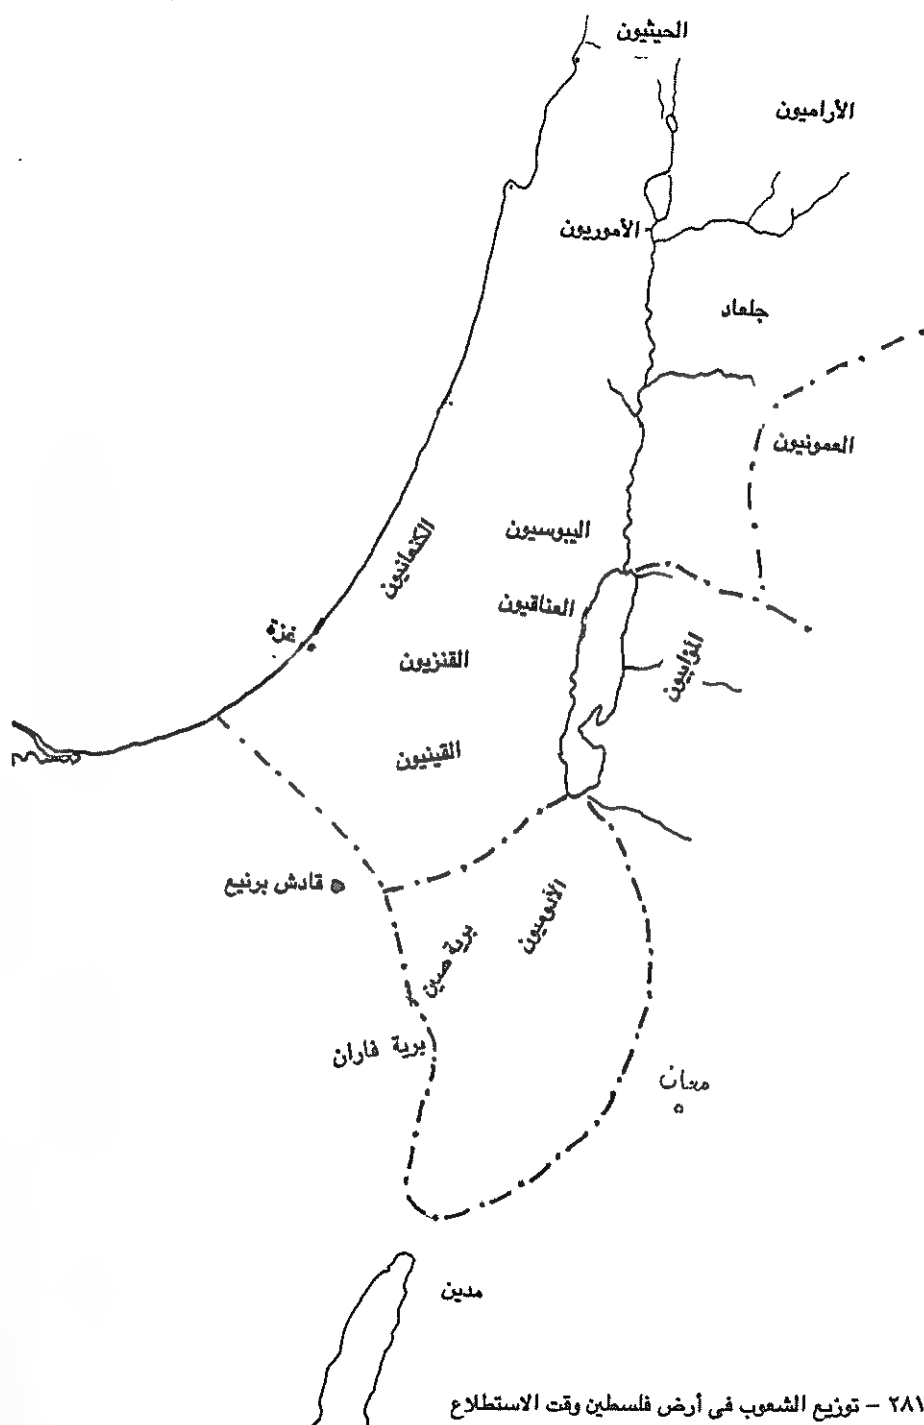 الحيثيون
الأراميون
الأموريون
جلعاد
العمونيون
الكنعانيون
اليبوسيون
العناقيون
غزة
القنزيون
المؤابيون
القينيون
قادش برنيع
الأدوميون
برية صين
برية فاران
معان
مدين
٢٨١ – توزيع الشعوب فى أرض فلسطين وقت الاستطلاع